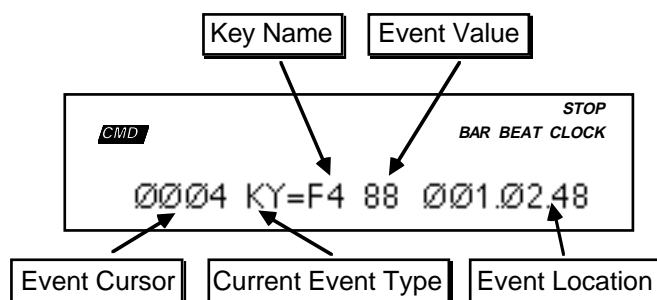 Key Name Event Value
STOP
CMD BAR BEAT CLOCK
ØØØ4 KY=F4 88 ØØ1.Ø2.48
Event Cursor Current Event Type Event Location